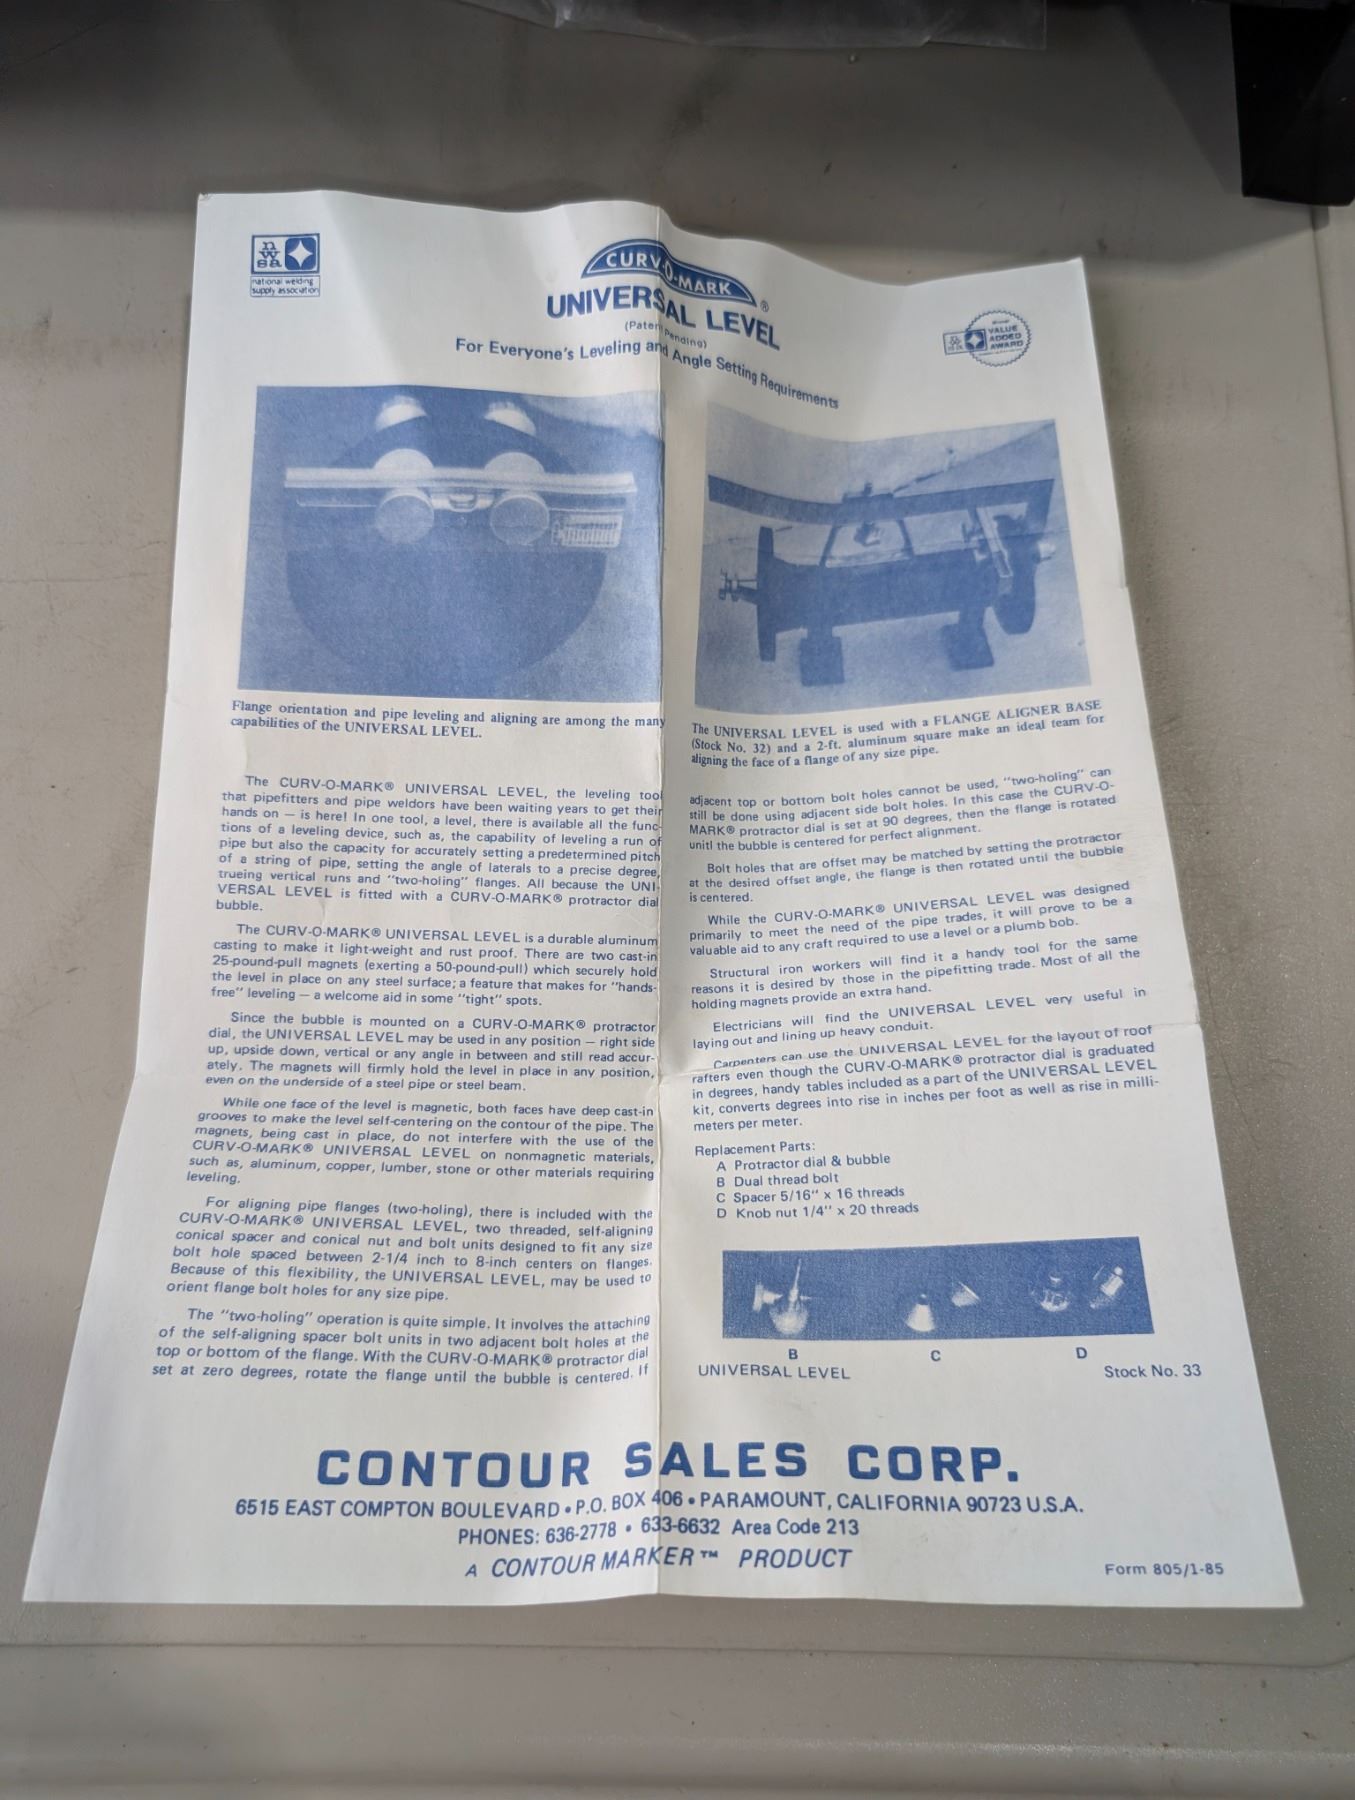 n
w
sa
national welding
supply association
CURV-O-MARK ®
UNIVERSAL LEVEL
(Patent Pending)
For Everyone's Leveling and Angle Setting Requirements
VALUE
ADDED
AWARD
Flange orientation and pipe leveling and aligning are among the many
capabilities of the UNIVERSAL LEVEL.
The CURV-O-MARK® UNIVERSAL LEVEL, the leveling tool
that pipefitters and pipe weldors have been waiting years to get their
hands on — is here! In one tool, a level, there is available all the func-
tions of a leveling device, such as, the capability of leveling a run of
pipe but also the capacity for accurately setting a predetermined pitch
of a string of pipe, setting the angle of laterals to a precise degree,
trueing vertical runs and "two-holing" flanges. All because the UNI-
VERSAL LEVEL is fitted with a CURV-O-MARK® protractor dial
bubble.
The CURV-O-MARK® UNIVERSAL LEVEL is a durable aluminum
casting to make it light-weight and rust proof. There are two cast-in
25-pound-pull magnets (exerting a 50-pound-pull) which securely hold
the level in place on any steel surface; a feature that makes for "hands-
free" leveling — a welcome aid in some "tight" spots.
Since the bubble is mounted on a CURV-O-MARK® protractor
dial, the UNIVERSAL LEVEL may be used in any position — right side
up, upside down, vertical or any angle in between and still read accur-
ately. The magnets will firmly hold the level in place in any position,
even on the underside of a steel pipe or steel beam.
While one face of the level is magnetic, both faces have deep cast-in
grooves to make the level self-centering on the contour of the pipe. The
magnets, being cast in place, do not interfere with the use of the
CURV-O-MARK® UNIVERSAL LEVEL on nonmagnetic materials,
such as, aluminum, copper, lumber, stone or other materials requiring
leveling.
For aligning pipe flanges (two-holing), there is included with the
CURV-O-MARK® UNIVERSAL LEVEL, two threaded, self-aligning
conical spacer and conical nut and bolt units designed to fit any size
bolt hole spaced between 2-1/4 inch to 8-inch centers on flanges.
Because of this flexibility, the UNIVERSAL LEVEL, may be used to
orient flange bolt holes for any size pipe.
The "two-holing" operation is quite simple. It involves the attaching
of the self-aligning spacer bolt units in two adjacent bolt holes at the
top or bottom of the flange. With the CURV-O-MARK® protractor dial
set at zero degrees, rotate the flange until the bubble is centered. If
The UNIVERSAL LEVEL is used with a FLANGE ALIGNER BASE
(Stock No. 32) and a 2-ft. aluminum square make an ideal team for
aligning the face of a flange of any size pipe.
adjacent top or bottom bolt holes cannot be used, "two-holing" can
still be done using adjacent side bolt holes. In this case the CURV-O-
MARK® protractor dial is set at 90 degrees, then the flange is rotated
unitl the bubble is centered for perfect alignment.
Bolt holes that are offset may be matched by setting the protractor
at the desired offset angle, the flange is then rotated until the bubble
is centered.
While the CURV-O-MARK® UNIVERSAL LEVEL was designed
primarily to meet the need of the pipe trades, it will prove to be a
valuable aid to any craft required to use a level or a plumb bob.
Structural iron workers will find it a handy tool for the same
reasons it is desired by those in the pipefitting trade. Most of all the
holding magnets provide an extra hand.
Electricians will find the UNIVERSAL LEVEL very useful in
laying out and lining up heavy conduit.
Carpenters can use the UNIVERSAL LEVEL for the layout of roof
rafters even though the CURV-O-MARK® protractor dial is graduated
in degrees, handy tables included as a part of the UNIVERSAL LEVEL
kit, converts degrees into rise in inches per foot as well as rise in milli-
meters per meter.
Replacement Parts:
A Protractor dial & bubble
B Dual thread bolt
C Spacer 5/16" x 16 threads
D Knob nut 1/4" x 20 threads
B C D
UNIVERSAL LEVEL Stock No. 33
CONTOUR SALES CORP.
6515 EAST COMPTON BOULEVARD • P.O. BOX 406 • PARAMOUNT, CALIFORNIA 90723 U.S.A.
PHONES: 636-2778 • 633-6632 Area Code 213
A CONTOUR MARKER™ PRODUCT
Form 805/1-85